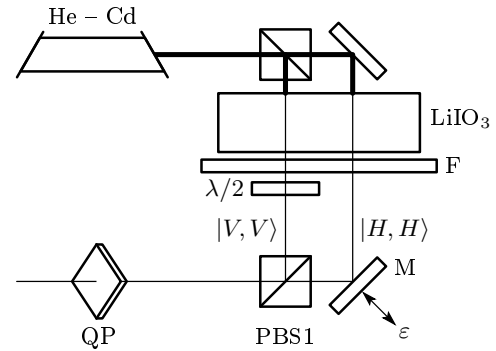 He – Cd
LiIO₃
F
λ/2
|V, V⟩
|H, H⟩
M
QP
PBS1
ε